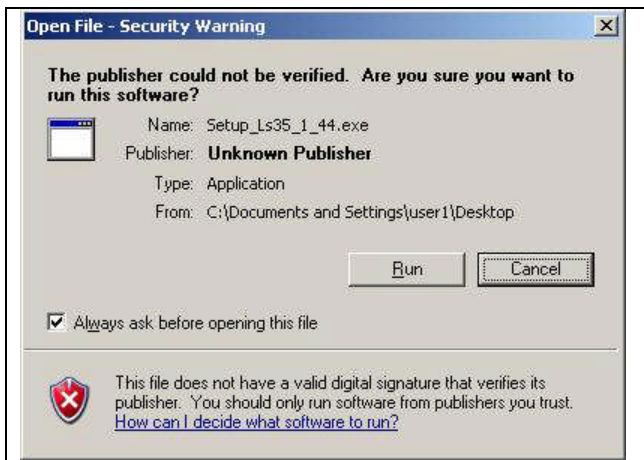 Open File - Security Warning
The publisher could not be verified. Are you sure you want to
run this software?
Name: Setup_Ls35_1_44.exe
Publisher: Unknown Publisher
Type: Application
From: C:\Documents and Settings\user1\Desktop
Run Cancel
Always ask before opening this file
This file does not have a valid digital signature that verifies its
publisher. You should only run software from publishers you trust.
How can I decide what software to run?